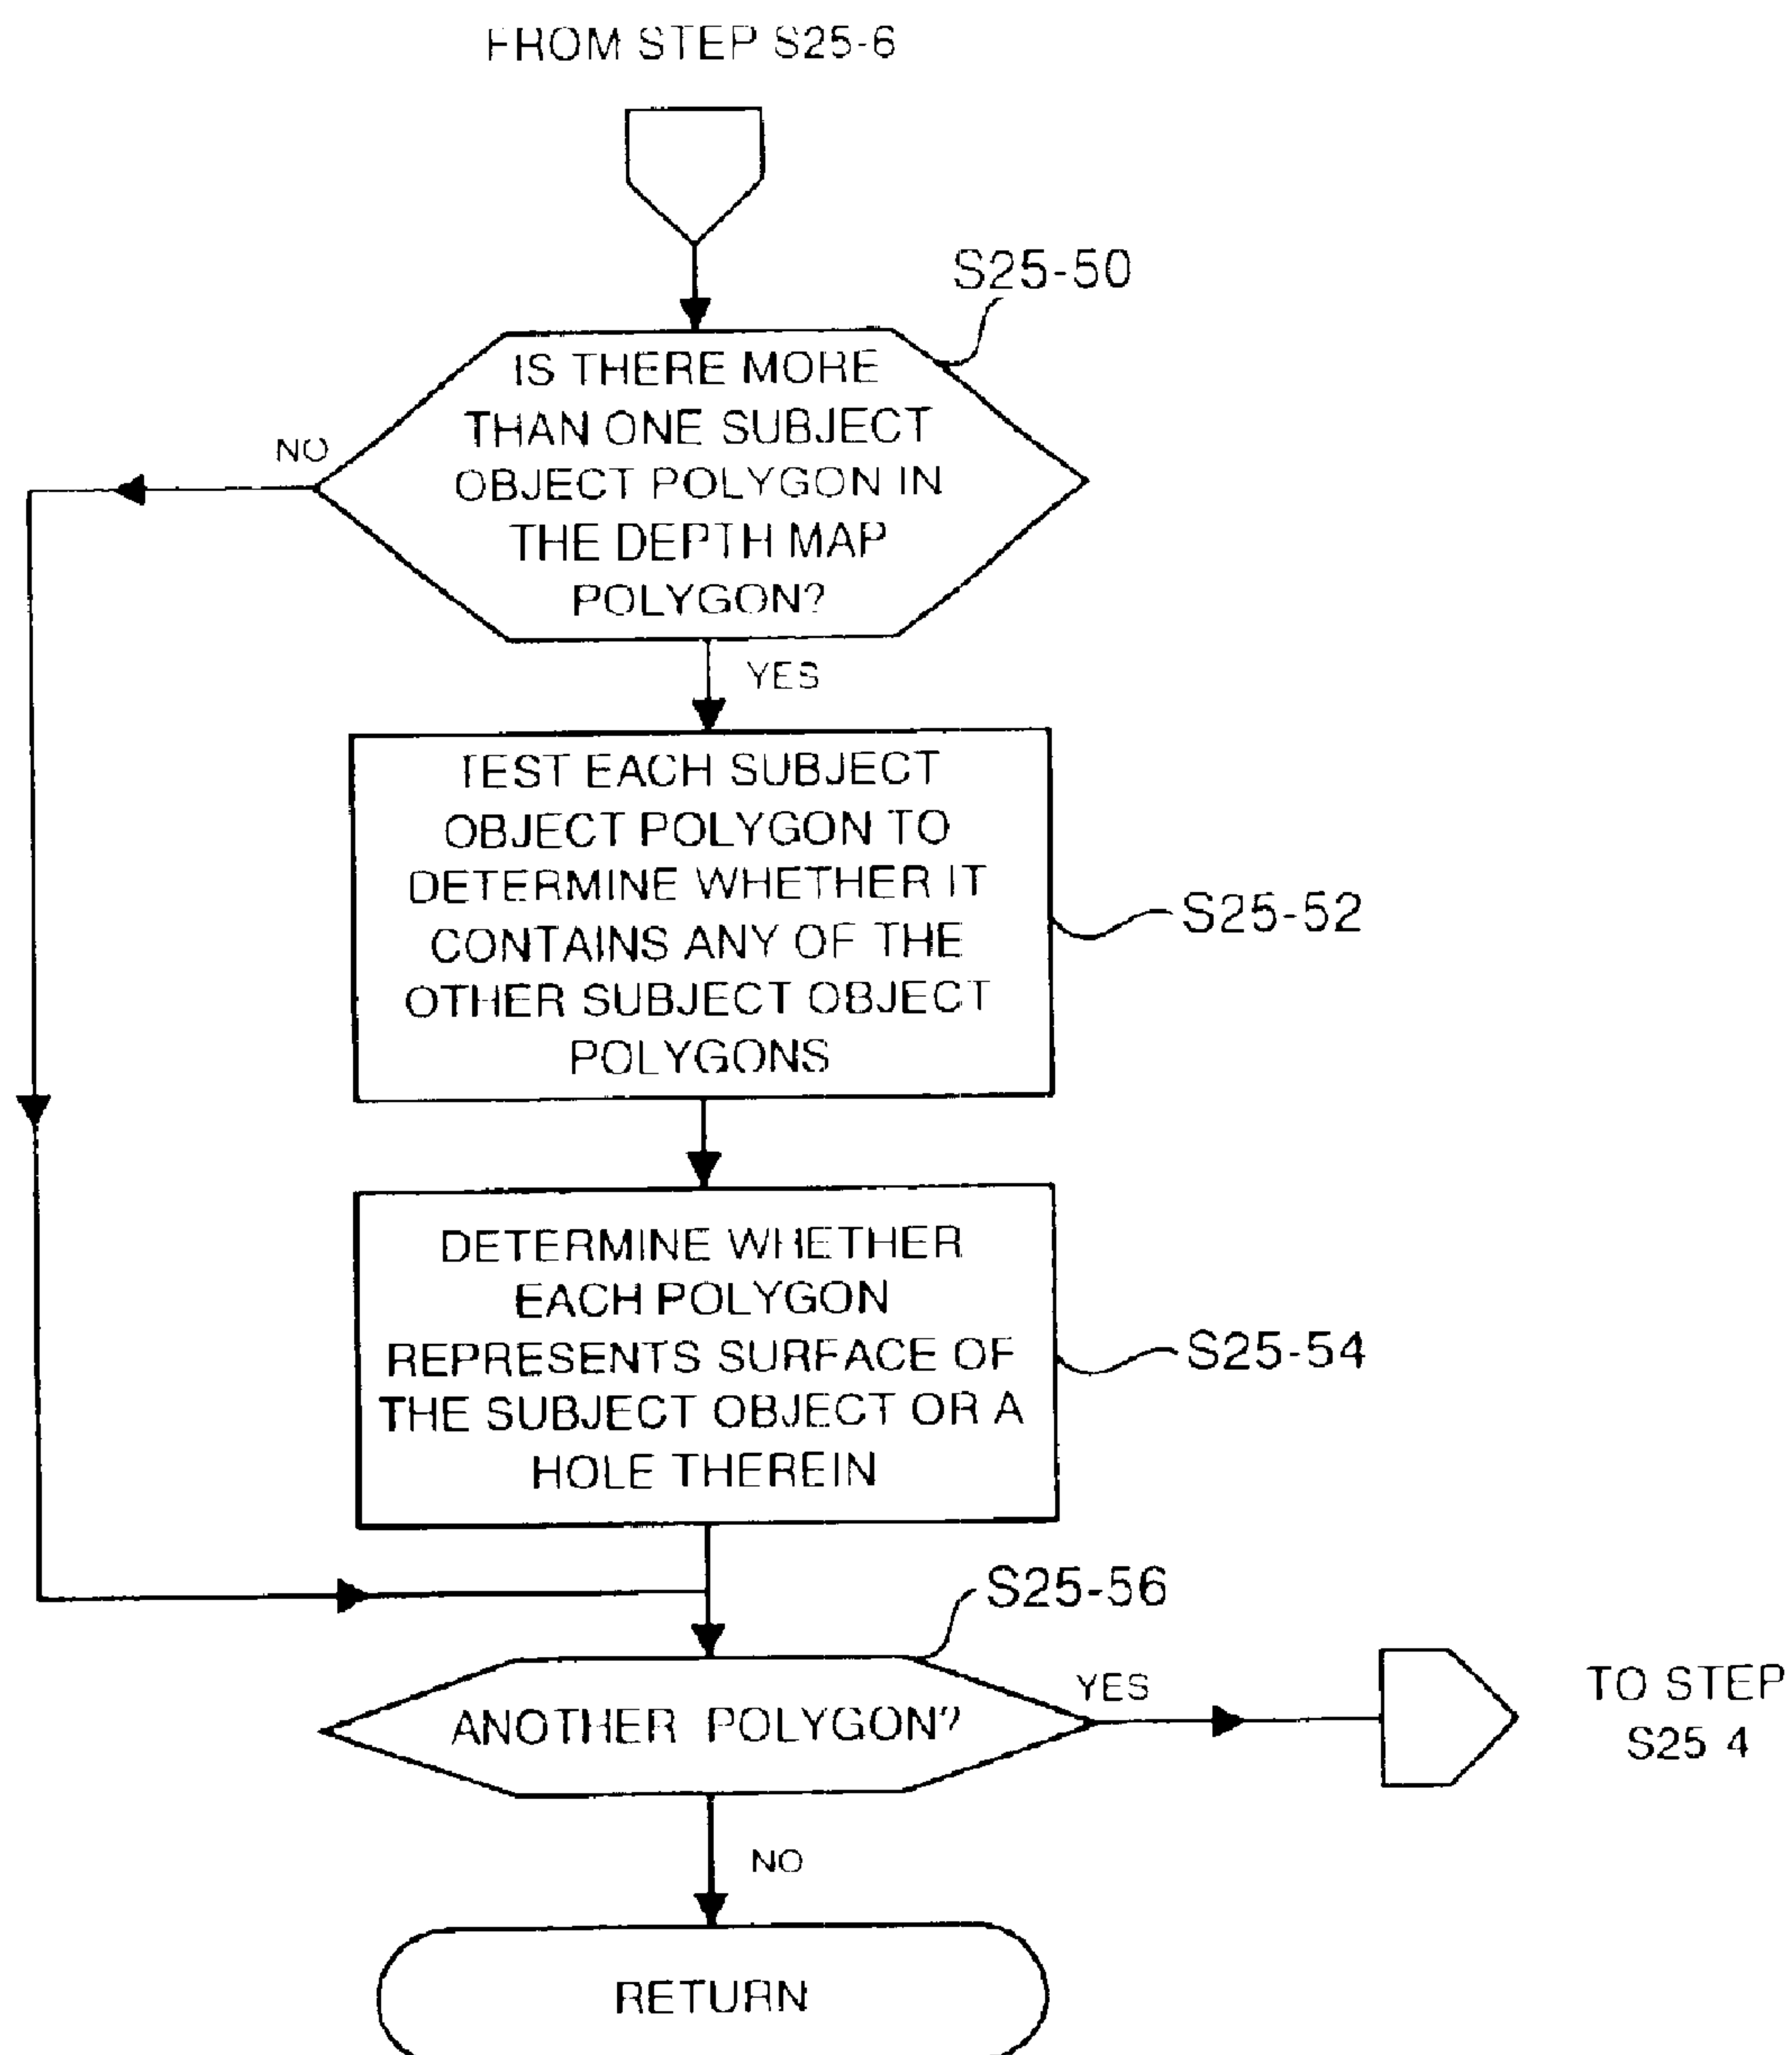 FROM STEP S25-6
S25-50
IS THERE MORE
THAN ONE SUBJECT
OBJECT POLYGON IN
THE DEPTH MAP
POLYGON?
NO
YES
TEST EACH SUBJECT
OBJECT POLYGON TO
DETERMINE WHETHER IT
CONTAINS ANY OF THE
OTHER SUBJECT OBJECT
POLYGONS
S25-52
DETERMINE WHETHER
EACH POLYGON
REPRESENTS SURFACE OF
THE SUBJECT OBJECT OR A
HOLE THEREIN
S25-54
S25-56
ANOTHER POLYGON?
YES
TO STEP
S25 4
NO
RETURN